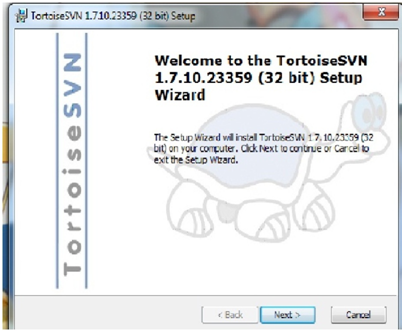 TortoiseSVN 1.7.10.23359 (32 bit) Setup
TortoiseSVN
Welcome to the TortoiseSVN
1.7.10.23359 (32 bit) Setup
Wizard
The Setup Wizard will install TortoiseSVN 1.7.10.23359 (32
bit) on your computer. Click Next to continue or Cancel to
exit the Setup Wizard.
< Back
Next >
Cancel